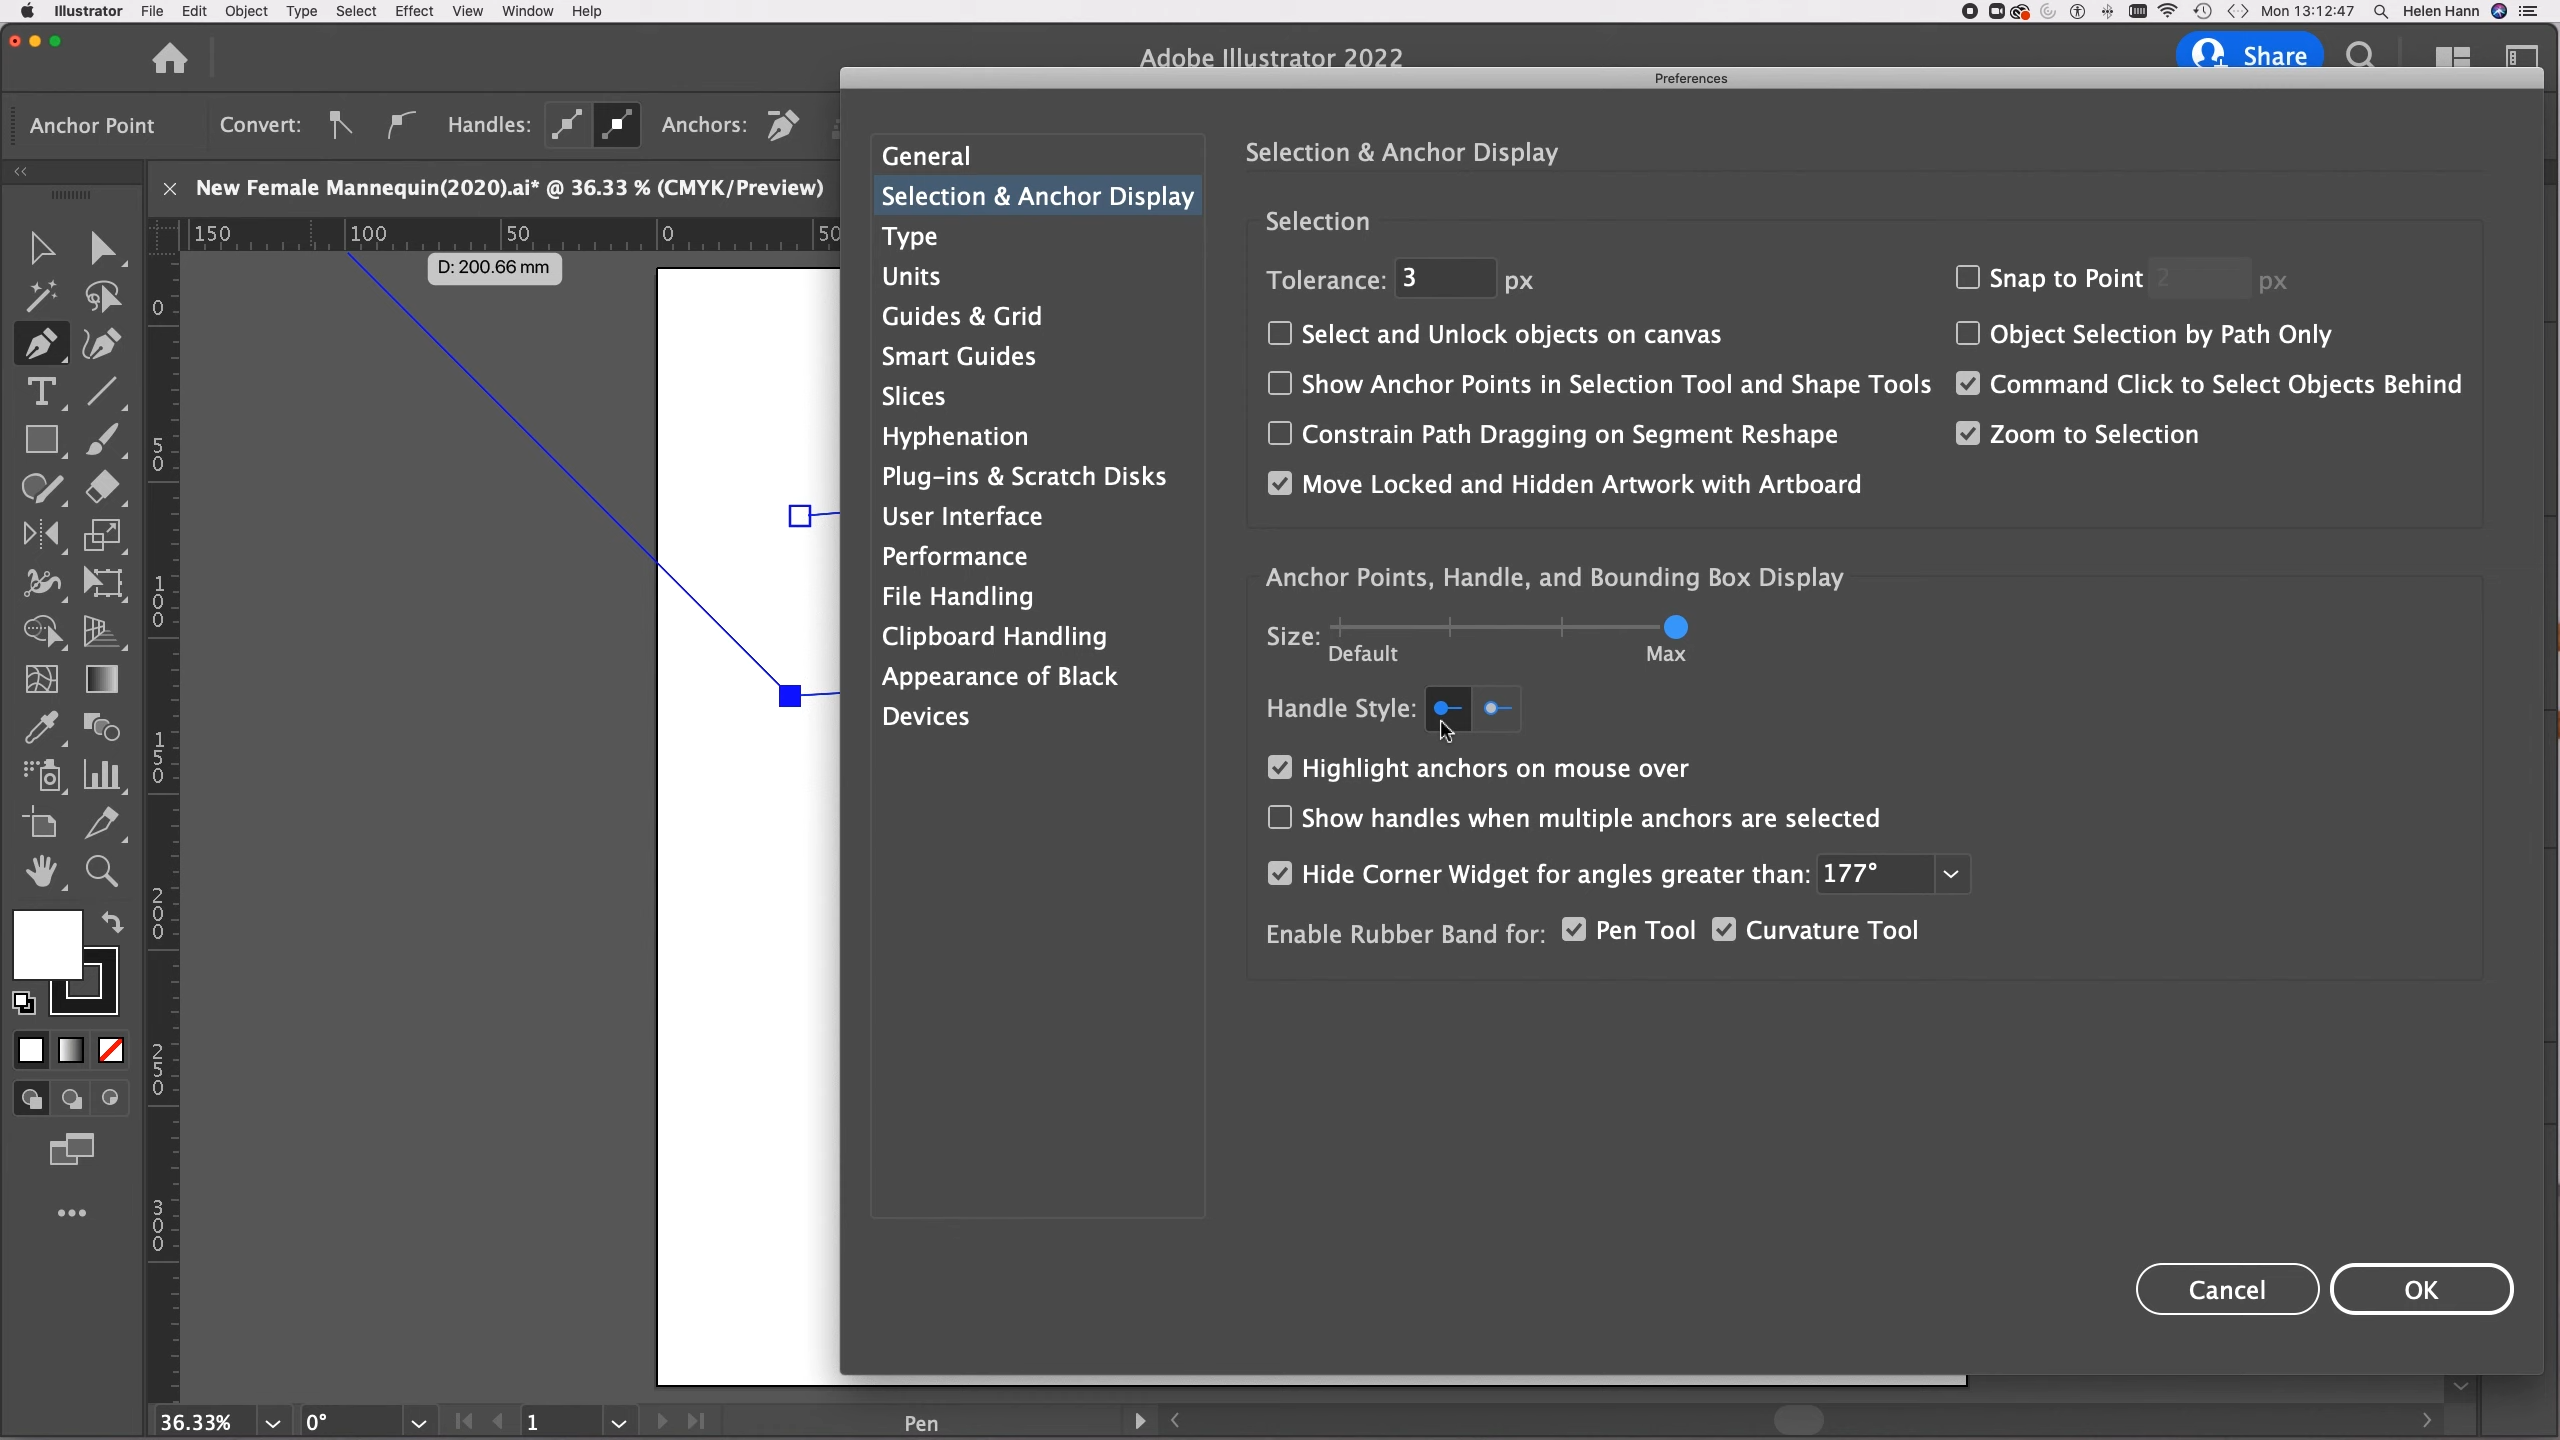 Illustrator File Edit Object Type Select Effect View Window Help Mon 13:12:47 Helen Hann
Adobe Illustrator 2022
Share
Preferences
Anchor Point Convert: Handles: Anchors:
New Female Mannequin(2020).ai* @ 36.33 % (CMYK/Preview)
150 100 50 0 50
D: 200.66 mm
0
50
100
150
200
250
300
General
Selection & Anchor Display
Type
Units
Guides & Grid
Smart Guides
Slices
Hyphenation
Plug-ins & Scratch Disks
User Interface
Performance
File Handling
Clipboard Handling
Appearance of Black
Devices
Selection & Anchor Display
Selection
Tolerance: 3 px Snap to Point 2 px
Select and Unlock objects on canvas Object Selection by Path Only
Show Anchor Points in Selection Tool and Shape Tools Command Click to Select Objects Behind
Constrain Path Dragging on Segment Reshape Zoom to Selection
Move Locked and Hidden Artwork with Artboard
Anchor Points, Handle, and Bounding Box Display
Size:
Default Max
Handle Style:
Highlight anchors on mouse over
Show handles when multiple anchors are selected
Hide Corner Widget for angles greater than: 177°
Enable Rubber Band for: Pen Tool Curvature Tool
Cancel OK
36.33% 0° 1 Pen